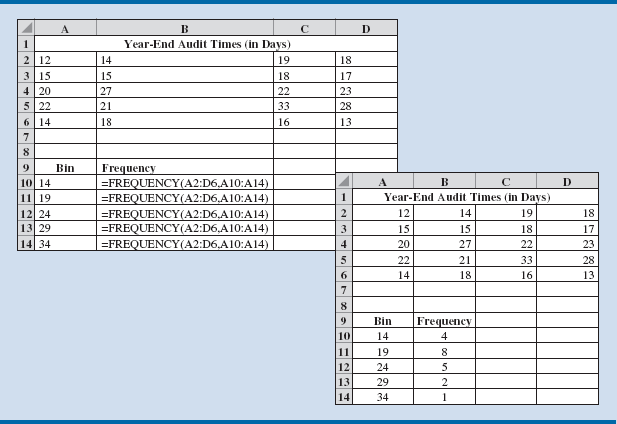 A B C D
1 Year-End Audit Times (in Days)
2 12 14 19 18
3 15 15 18 17
4 20 27 22 23
5 22 21 33 28
6 14 18 16 13
7
8
9 Bin Frequency
10 14 =FREQUENCY(A2:D6,A10:A14)
11 19 =FREQUENCY(A2:D6,A10:A14)
12 24 =FREQUENCY(A2:D6,A10:A14)
13 29 =FREQUENCY(A2:D6,A10:A14)
14 34 =FREQUENCY(A2:D6,A10:A14)
A B C D
1 Year-End Audit Times (in Days)
2 12 14 19 18
3 15 15 18 17
4 20 27 22 23
5 22 21 33 28
6 14 18 16 13
7
8
9 Bin Frequency
10 14 4
11 19 8
12 24 5
13 29 2
14 34 1